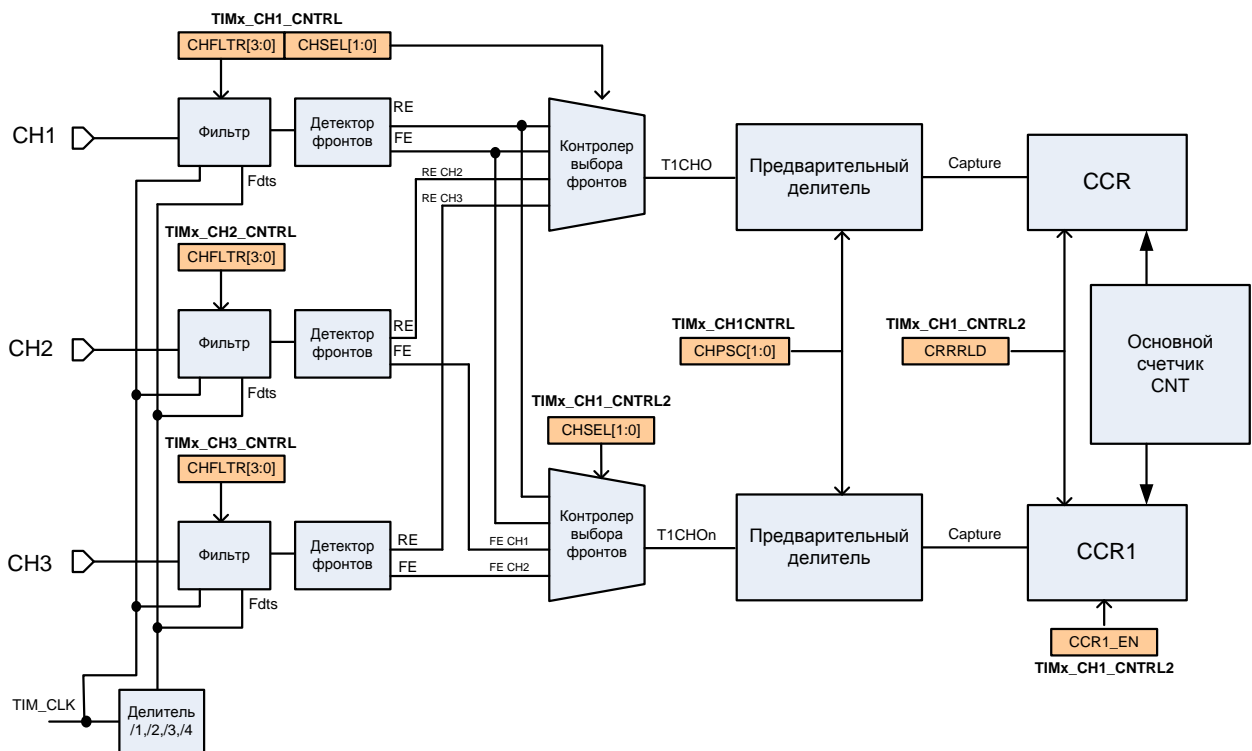 TIMx_CH1_CNTRL
CHFLTR[3:0]
CHSEL[1:0]
CH1
Фильтр
Детектор
фронтов
RE
FE
Контролер
выбора
фронтов
T1CHO
Предварительный
делитель
Capture
CCR
Fdts
RE CH2
RE CH3
TIMx_CH2_CNTRL
CHFLTR[3:0]
CH2
Фильтр
Детектор
фронтов
RE
FE
Fdts
TIMx_CH1CNTRL
CHPSC[1:0]
TIMx_CH1_CNTRL2
CRRRLD
Основной
счетчик
CNT
TIMx_CH1_CNTRL2
CHSEL[1:0]
TIMx_CH3_CNTRL
CHFLTR[3:0]
CH3
Фильтр
Детектор
фронтов
RE
FE
FE CH1
FE CH2
Контролер
выбора
фронтов
T1CHOn
Предварительный
делитель
Capture
CCR1
Fdts
CCR1_EN
TIMx_CH1_CNTRL2
TIM_CLK
Делитель
/1,/2,/3,/4